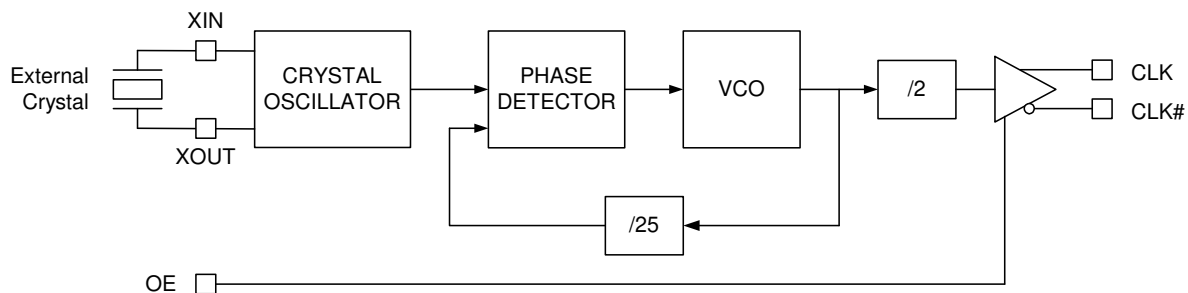 XIN
External
Crystal
XOUT
CRYSTAL
OSCILLATOR
PHASE
DETECTOR
VCO
/2
CLK
CLK#
/25
OE